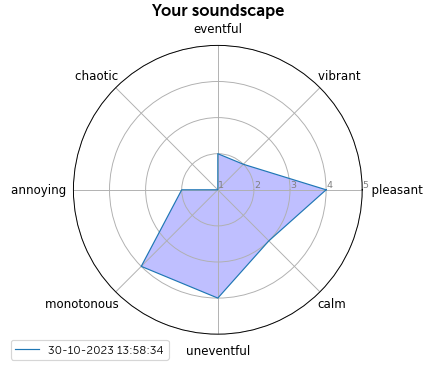 Your soundscape
eventful
chaotic
vibrant
annoying
1
2
3
4
5
pleasant
monotonous
calm
uneventful
30-10-2023 13:58:34